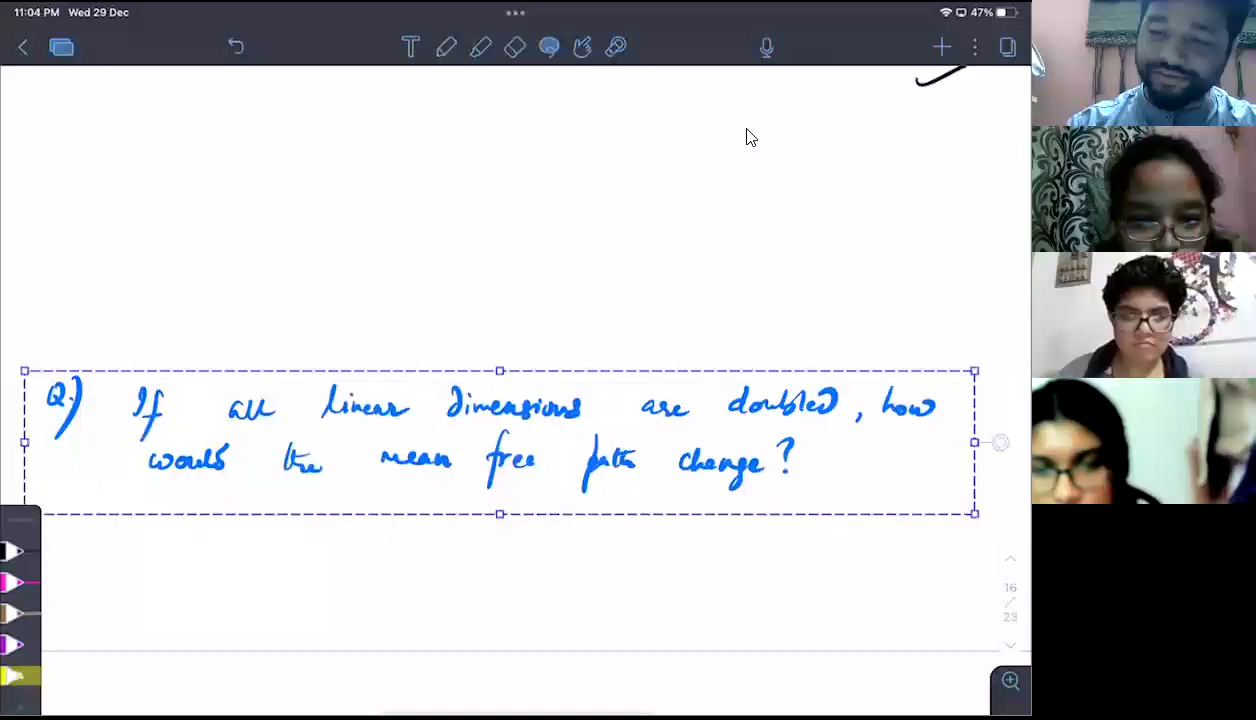 11:04 PM Wed 29 Dec
47%
T
Q.) If all linear dimensions are doubled, how
would the mean free path change?
16
/
23